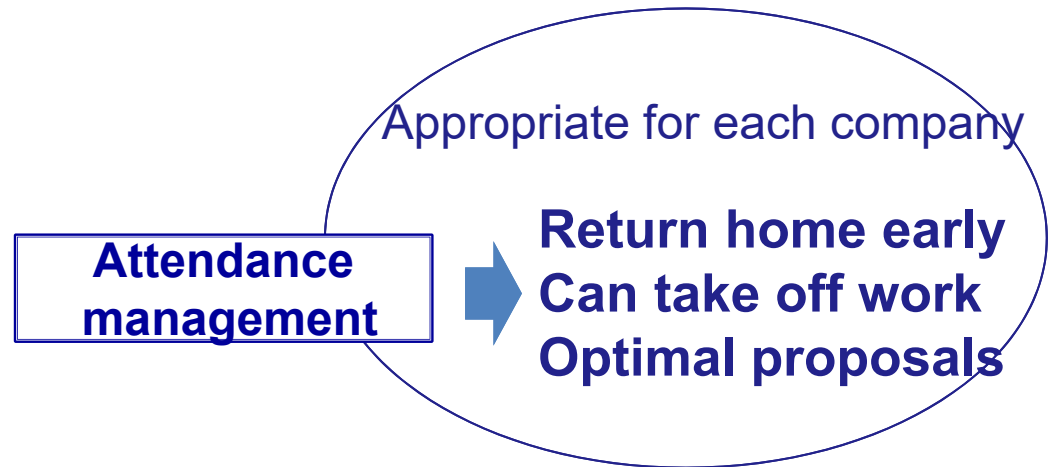 Appropriate for each company
Attendance
management
Return home early
Can take off work
Optimal proposals